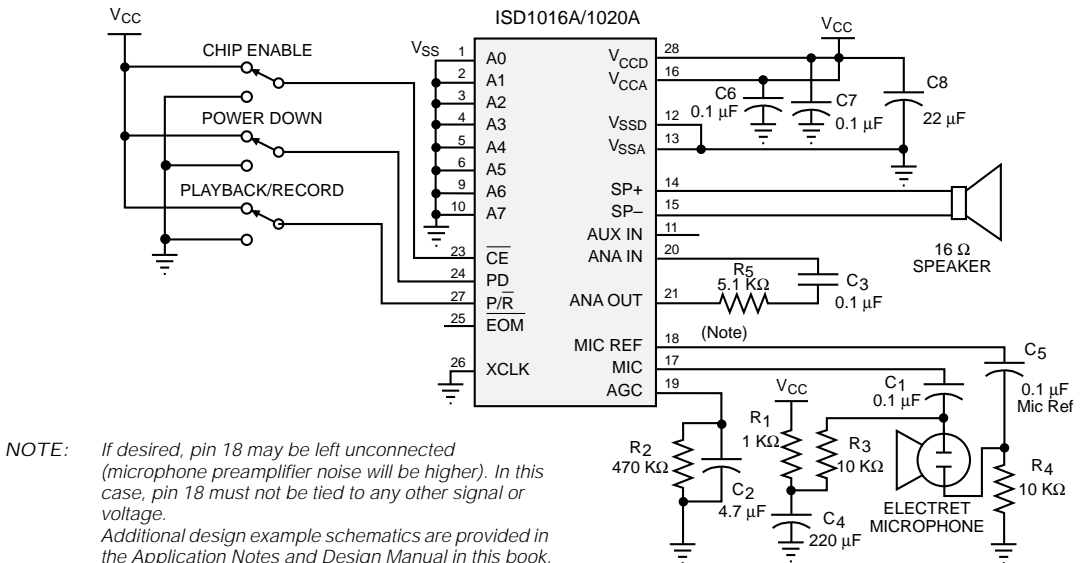 ISD1016A/1020A
VCC
CHIP ENABLE
POWER DOWN
PLAYBACK/RECORD
VSS
1 A0
2 A1
3 A2
4 A3
5 A4
6 A5
9 A6
10 A7
23 CE
24 PD
27 P/R
25 EOM
26 XCLK
VCCD 28
VCCA 16
VSSD 12
VSSA 13
SP+ 14
SP– 15
AUX IN 11
ANA IN 20
ANA OUT 21
MIC REF 18
MIC 17
AGC 19
VCC
C6
0.1 µF
C7
0.1 µF
C8
22 µF
16 Ω
SPEAKER
R5
5.1 KΩ
C3
0.1 µF
(Note)
C5
0.1 µF
Mic Ref
C1
0.1 µF
VCC
R1
1 KΩ
R3
10 KΩ
R2
470 KΩ
C2
4.7 µF
C4
220 µF
ELECTRET
MICROPHONE
R4
10 KΩ
NOTE: If desired, pin 18 may be left unconnected
(microphone preamplifier noise will be higher). In this
case, pin 18 must not be tied to any other signal or
voltage.
Additional design example schematics are provided in
the Application Notes and Design Manual in this book.